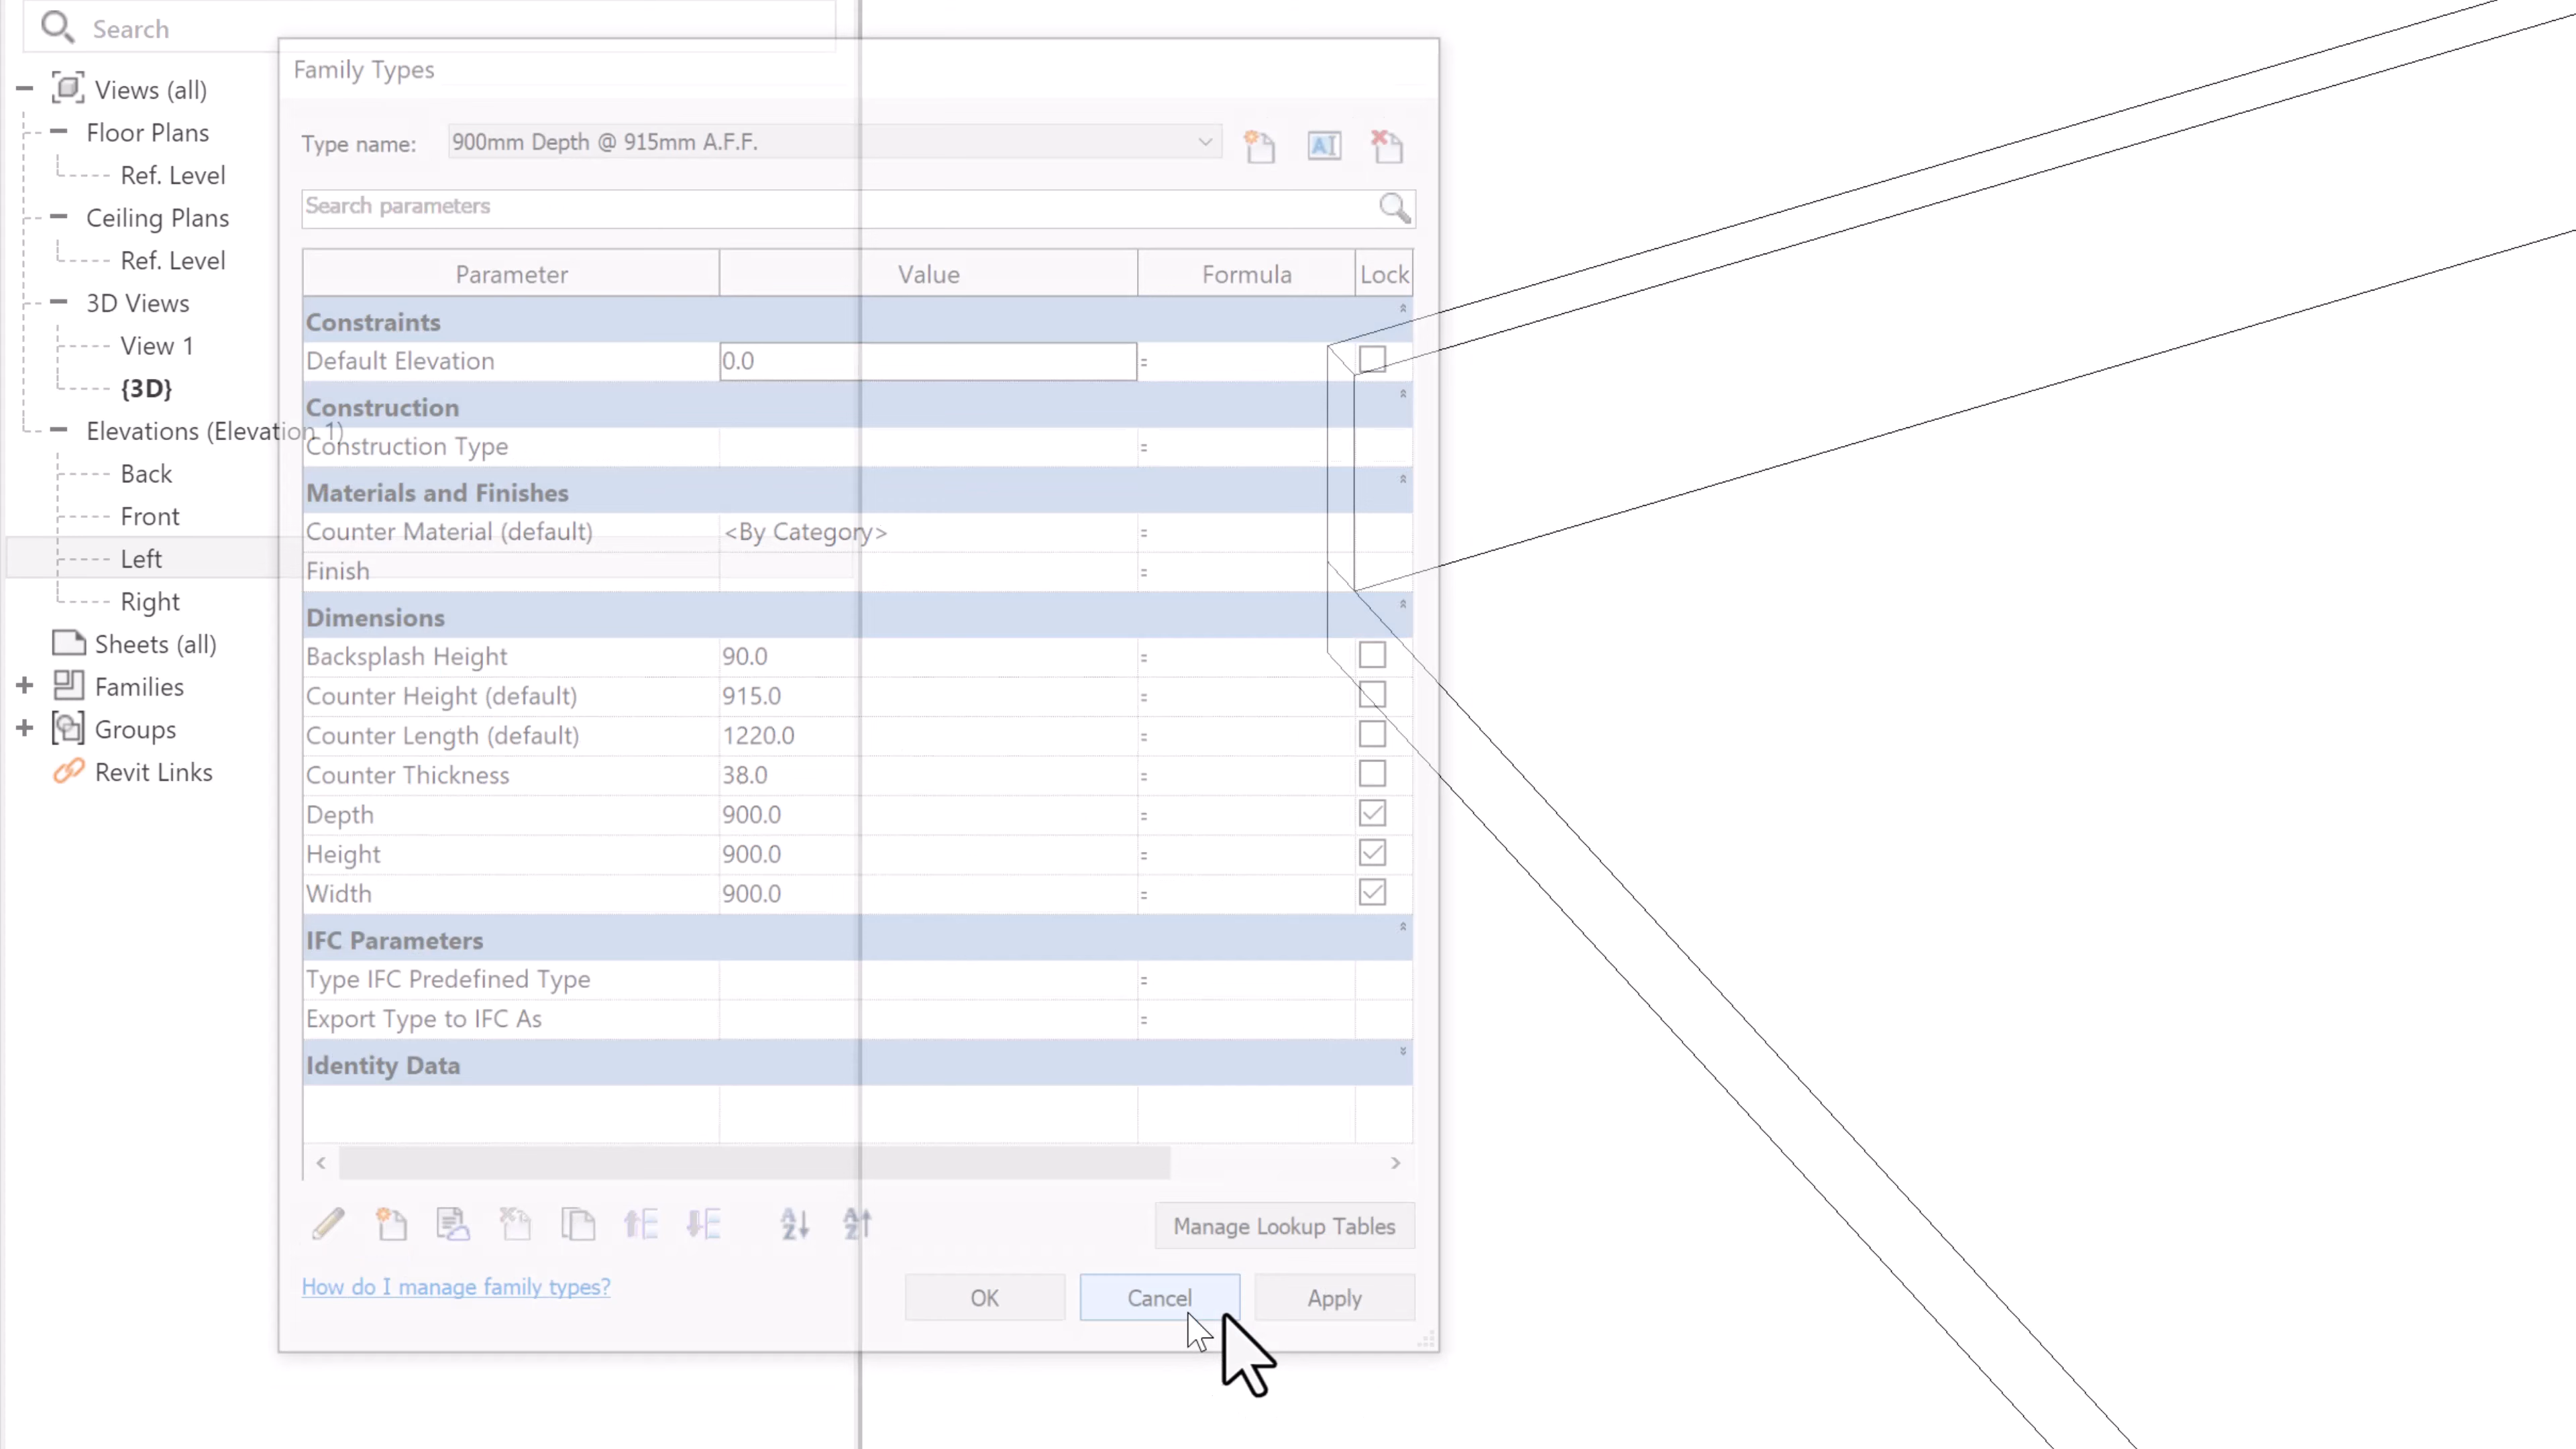 Search
Views (all)
Floor Plans
Ref. Level
Ceiling Plans
Ref. Level
3D Views
View 1
{3D}
Elevations (Elevation 1)
Back
Front
Left
Right
Sheets (all)
Families
Groups
Revit Links
Family Types
Type name: 900mm Depth @ 915mm A.F.F.
Search parameters
Parameter Value Formula Lock
Constraints
Default Elevation 0.0 =
Construction
Construction Type =
Materials and Finishes
Counter Material (default) <By Category> =
Finish =
Dimensions
Backsplash Height 90.0 =
Counter Height (default) 915.0 =
Counter Length (default) 1220.0 =
Counter Thickness 38.0 =
Depth 900.0 =
Height 900.0 =
Width 900.0 =
IFC Parameters
Type IFC Predefined Type =
Export Type to IFC As =
Identity Data
Manage Lookup Tables
How do I manage family types?
OK Cancel Apply